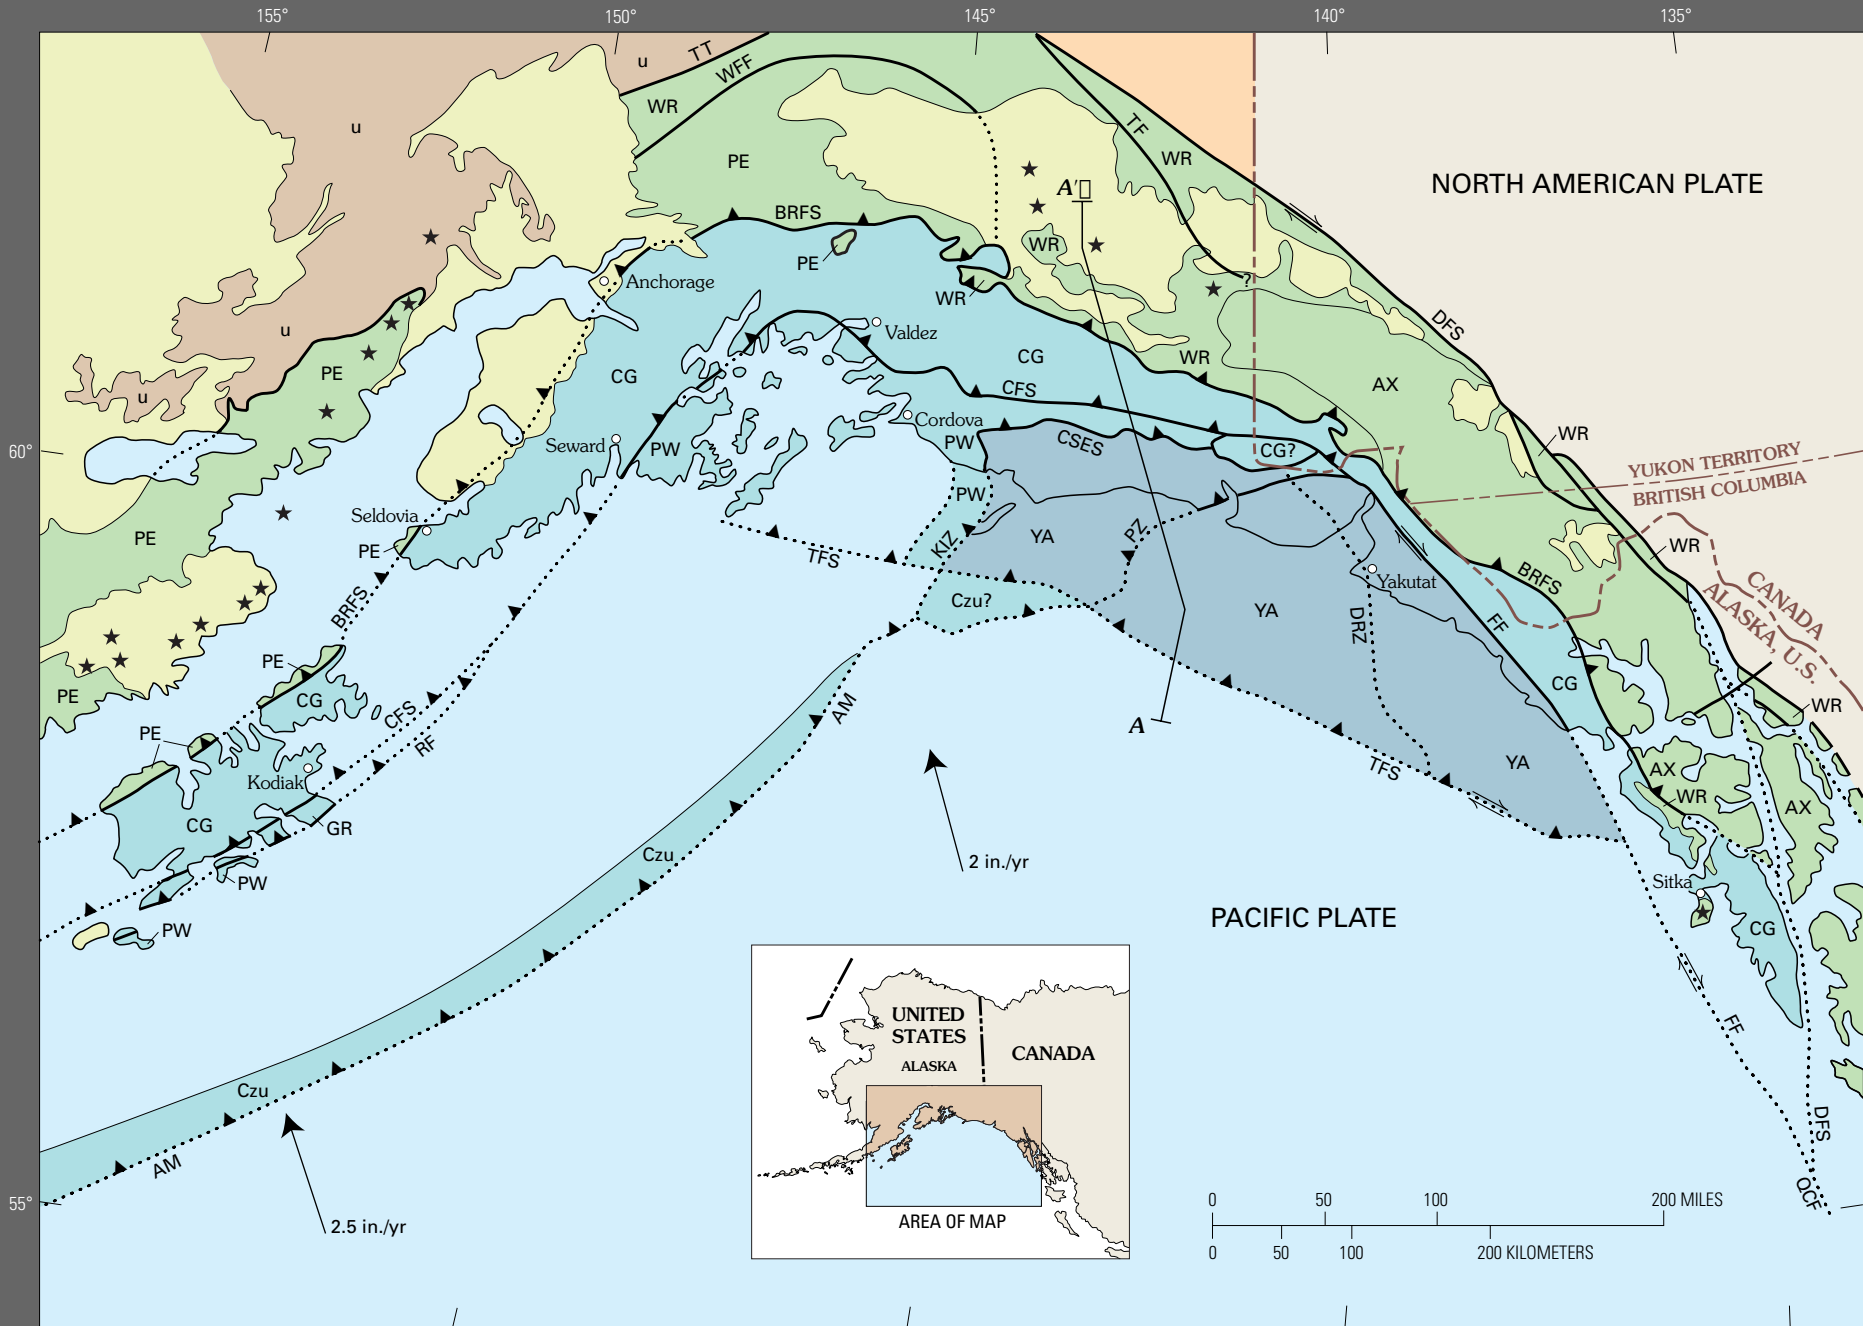 155°
150°
145°
140°
135°
u
TT
WFF
WR
u
PE
TF
WR
NORTH AMERICAN PLATE
A'
BRFS
PE
WR
?
Anchorage
WR
DFS
u
Valdez
CG
WR
PE
CG
AX
u
CFS
Cordova
PW
CSES
CG?
WR
60°
Seward
PW
YUKON TERRITORY
BRITISH COLUMBIA
PW
Seldovia
PE
PE
TFS
KIZ
YA
PZ
WR
BRFS
Yakutat
CANADA
ALASKA, U.S.
BRFS
Czu?
YA
DRZ
FF
PE
PE
CG
CG
WR
CFS
AM
A
PE
RF
TFS
YA
AX
WR
AX
Kodiak
CG
GR
Czu
2 in./yr
PW
Sitka
PW
PACIFIC PLATE
CG
FF
UNITED
STATES
ALASKA
CANADA
AREA OF MAP
Czu
AM
DFS
QCF
55°
2.5 in./yr
0 50 100 200 MILES
0 50 100 200 KILOMETERS